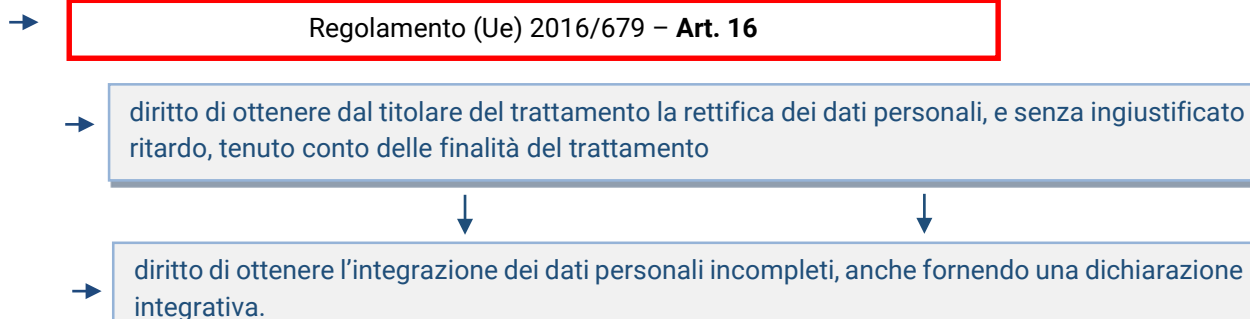 Regolamento (Ue) 2016/679 – Art. 16
diritto di ottenere dal titolare del trattamento la rettifica dei dati personali, e senza ingiustificato
ritardo, tenuto conto delle finalità del trattamento
diritto di ottenere l’integrazione dei dati personali incompleti, anche fornendo una dichiarazione
integrativa.